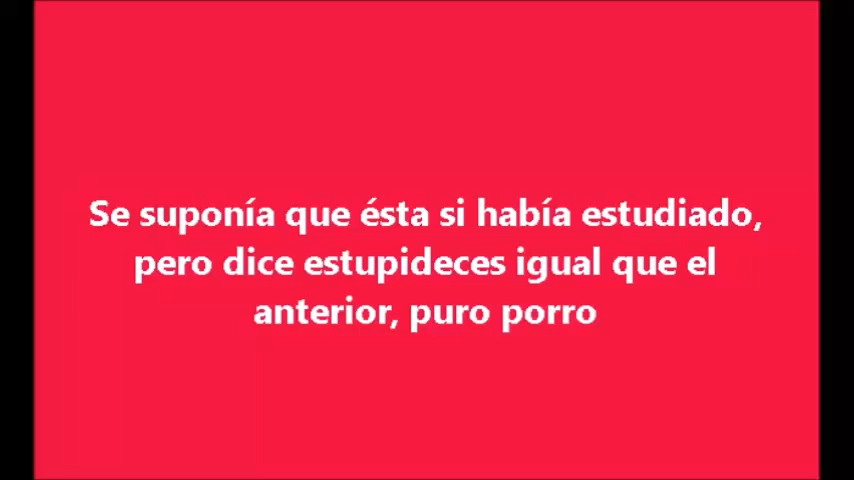 Se suponía que ésta si había estudiado,
pero dice estupideces igual que el
anterior, puro porro